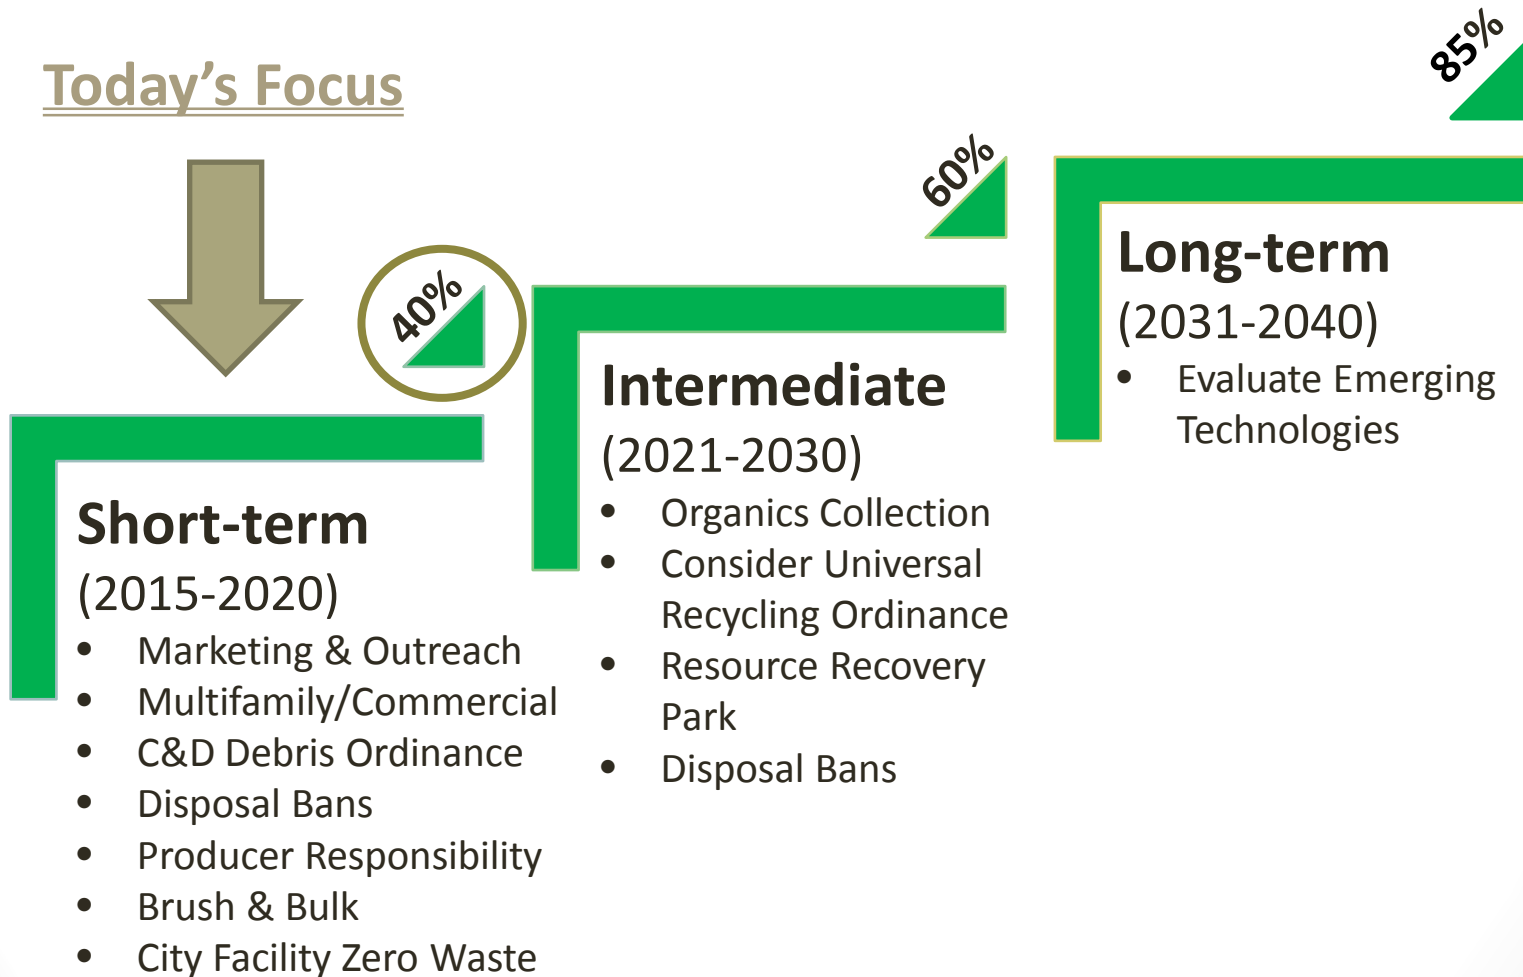 Today's Focus
40%
Short-term
(2015-2020)
• Marketing & Outreach
• Multifamily/Commercial
• C&D Debris Ordinance
• Disposal Bans
• Producer Responsibility
• Brush & Bulk
• City Facility Zero Waste
60%
Intermediate
(2021-2030)
• Organics Collection
• Consider Universal
Recycling Ordinance
• Resource Recovery
Park
• Disposal Bans
85%
Long-term
(2031-2040)
• Evaluate Emerging
Technologies